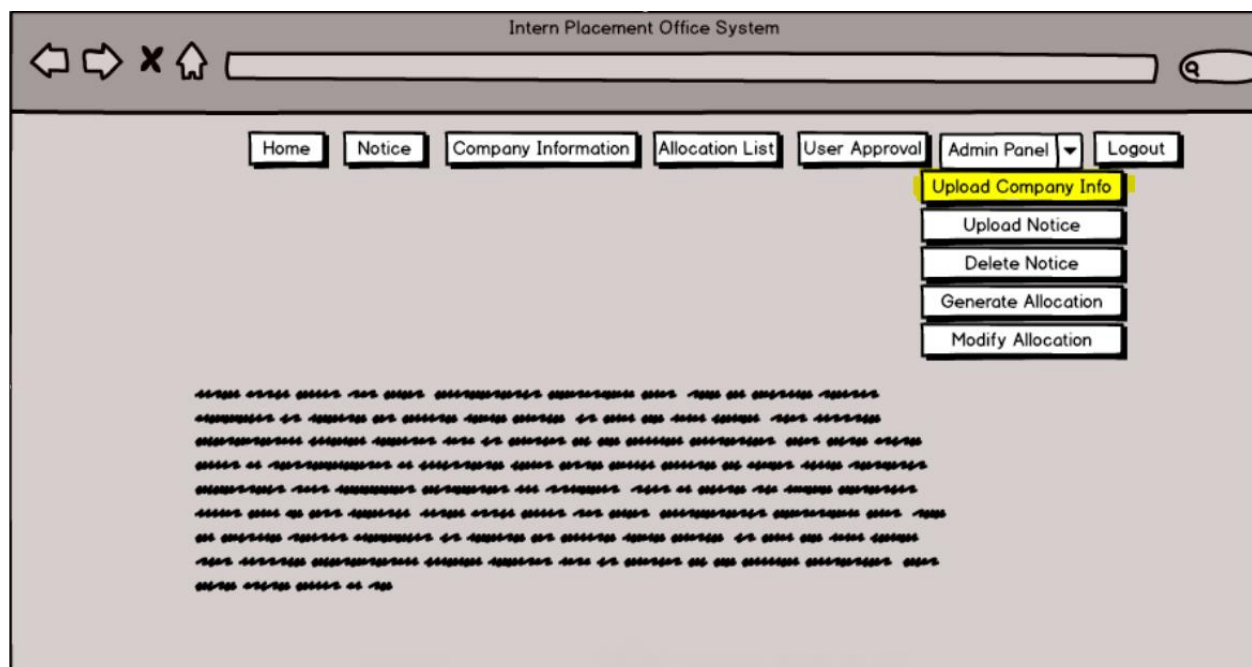 Intern Placement Office System
Home Notice Company Information Allocation List User Approval Admin Panel Logout
Upload Company Info
Upload Notice
Delete Notice
Generate Allocation
Modify Allocation